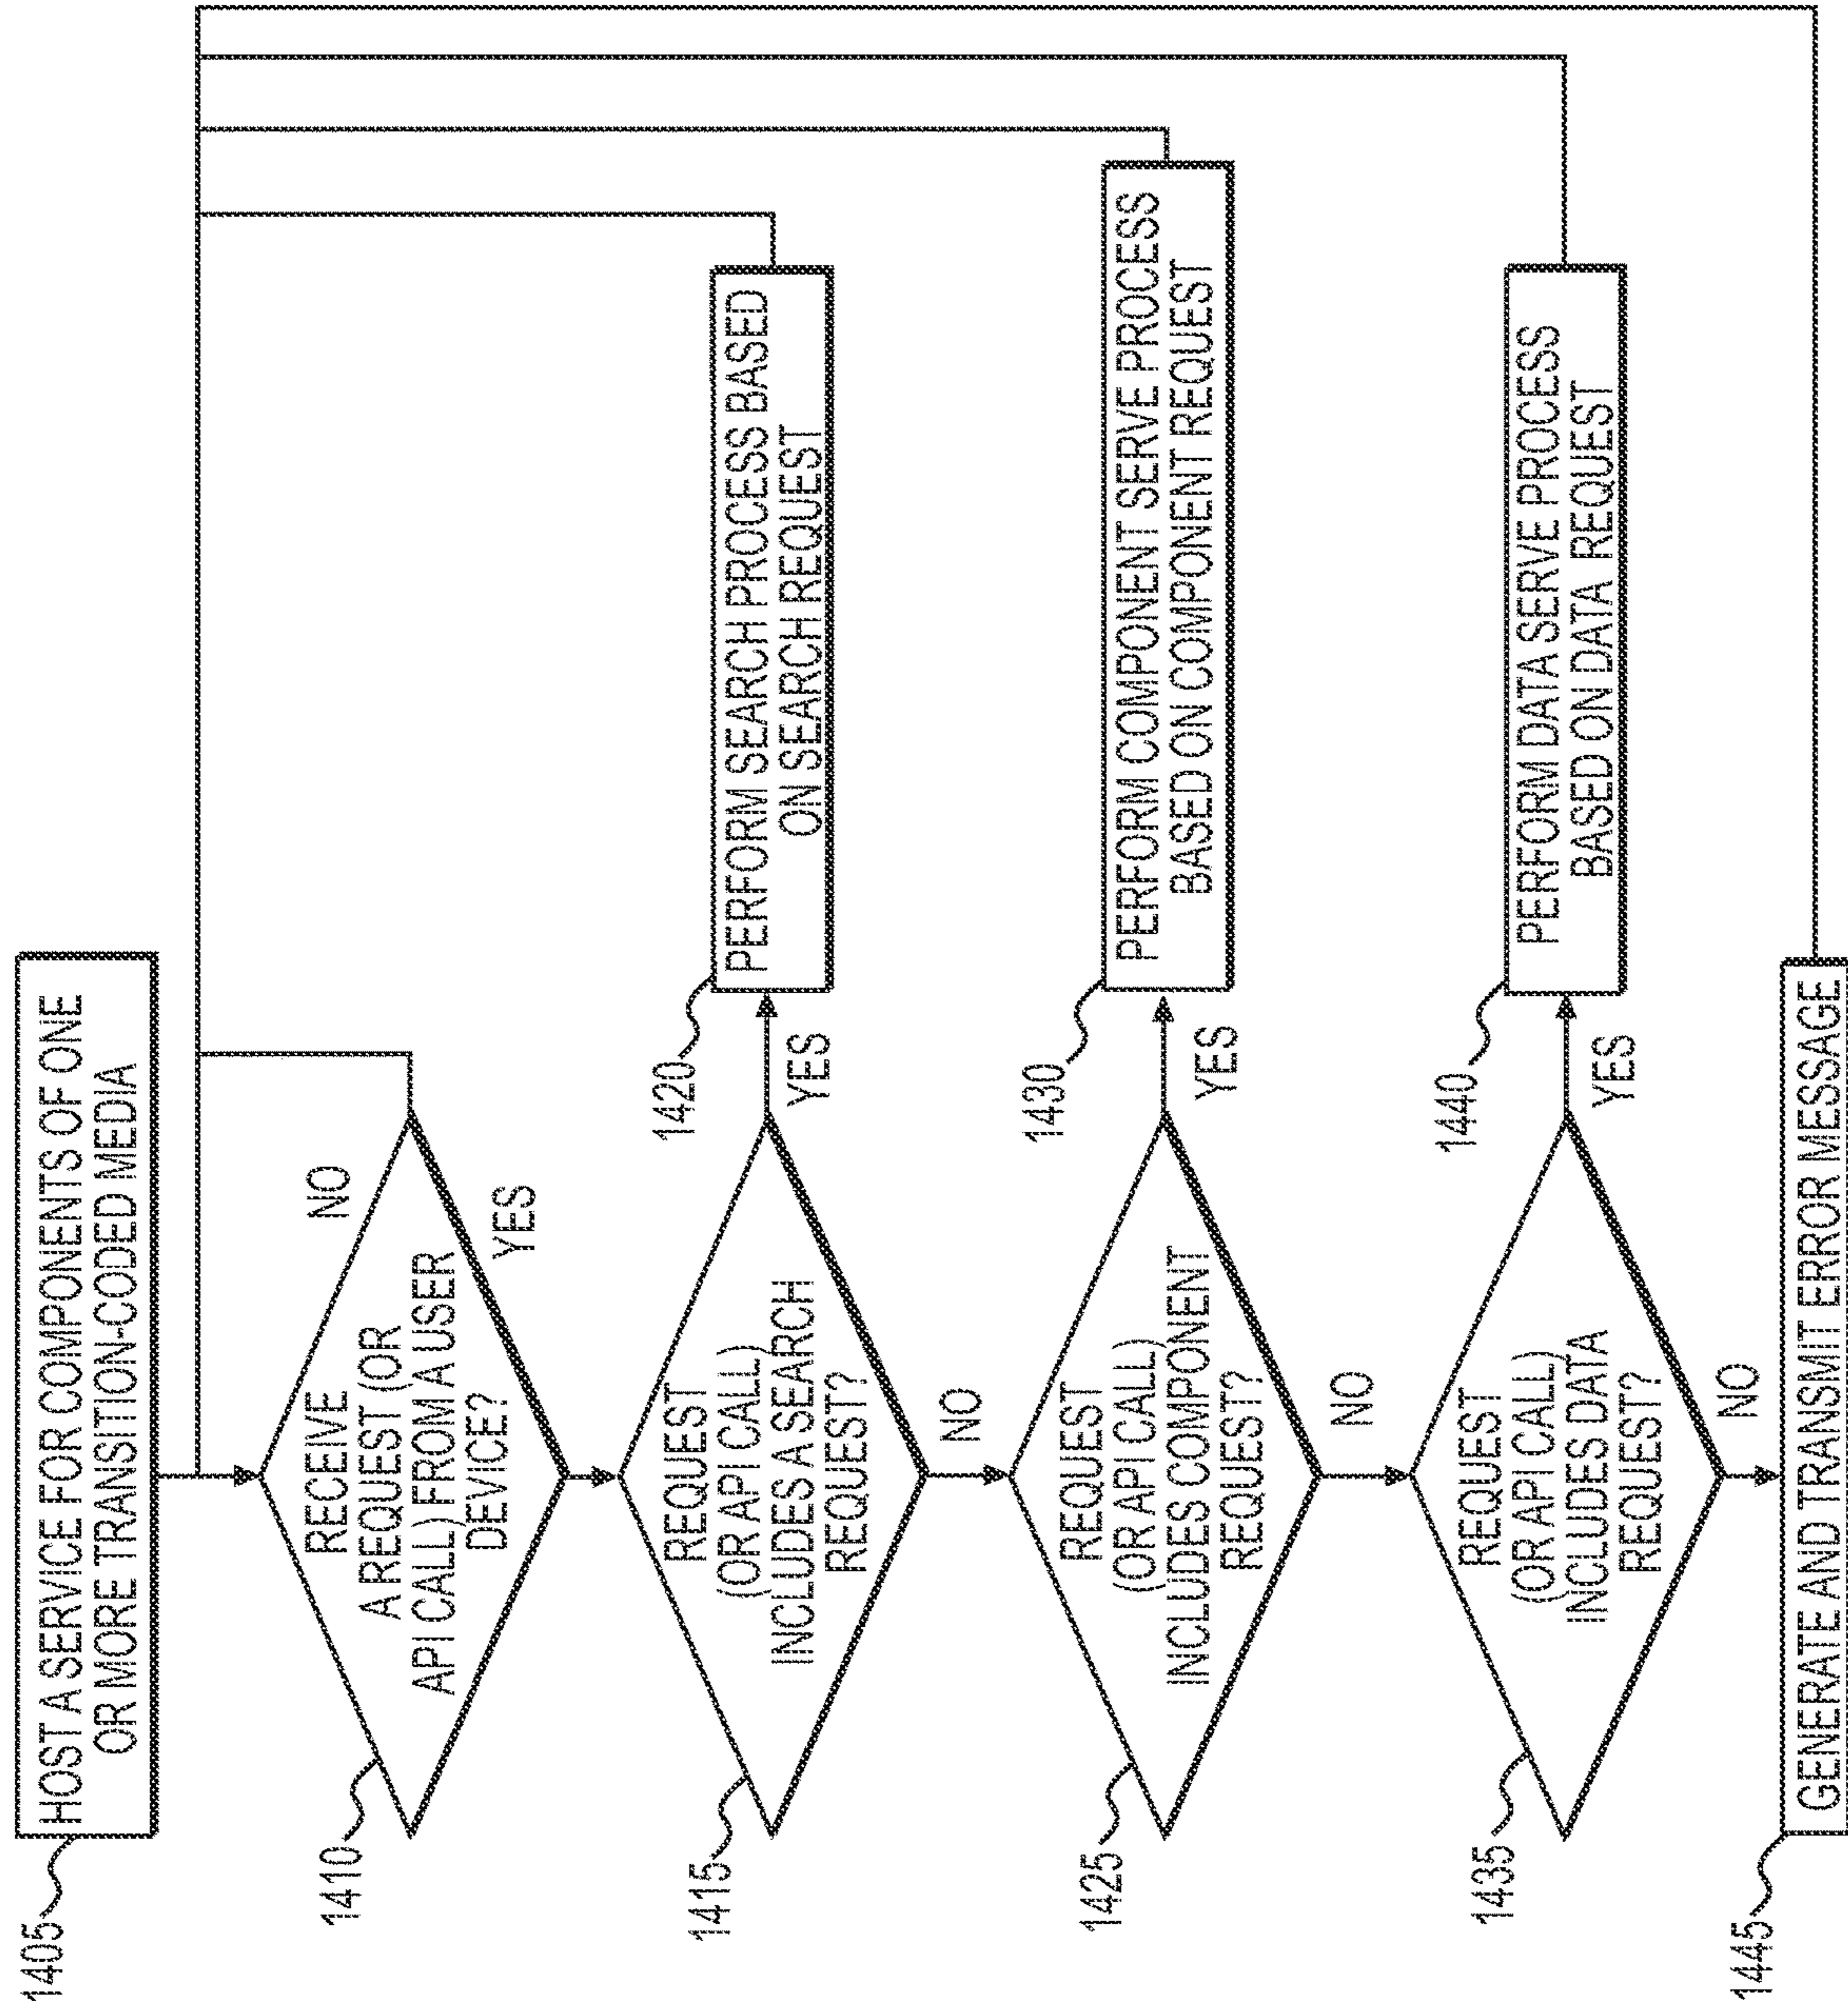 1405
HOST A SERVICE FOR COMPONENTS OF ONE
OR MORE TRANSITION-CODED MEDIA
1410
RECEIVE
A REQUEST (OR
API CALL) FROM A USER
DEVICE?
NO
YES
1415
REQUEST
(OR API CALL)
INCLUDES A SEARCH
REQUEST?
YES
NO
1420
PERFORM SEARCH PROCESS BASED
ON SEARCH REQUEST
1425
REQUEST
(OR API CALL)
INCLUDES COMPONENT
REQUEST?
YES
NO
1430
PERFORM COMPONENT SERVE PROCESS
BASED ON COMPONENT REQUEST
1435
REQUEST
(OR API CALL)
INCLUDES DATA
REQUEST?
YES
NO
1440
PERFORM DATA SERVE PROCESS
BASED ON DATA REQUEST
1445
GENERATE AND TRANSMIT ERROR MESSAGE